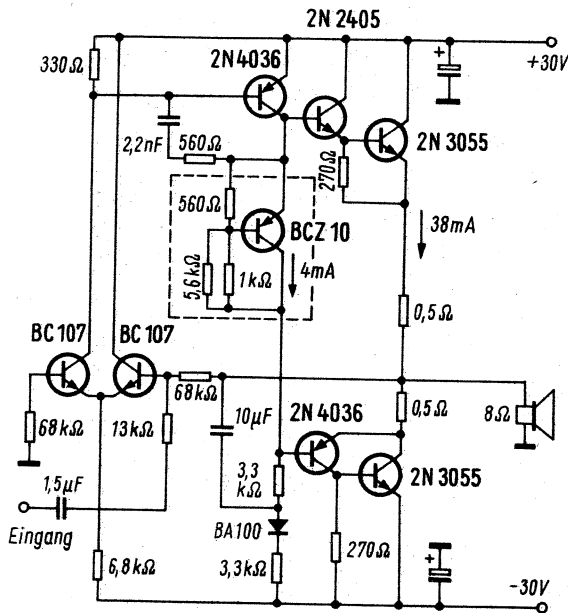 2N 2405
+30V
330Ω
2N 4036
2N 3055
2,2nF
560Ω
270Ω
560Ω
BCZ 10
38mA
4mA
5,6kΩ
1kΩ
0,5Ω
BC 107
BC 107
68kΩ
68kΩ
13kΩ
10µF
2N 4036
0,5Ω
8Ω
2N 3055
1,5µF
3,3
kΩ
Eingang
BA100
6,8kΩ
3,3kΩ
270Ω
-30V
+
+